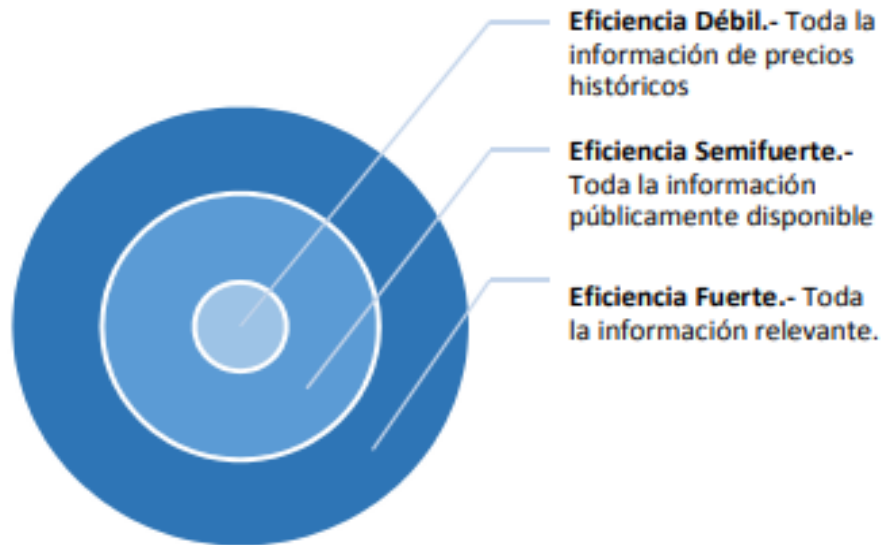 Eficiencia Débil.- Toda la
información de precios
históricos
Eficiencia Semifuerte.-
Toda la información
públicamente disponible
Eficiencia Fuerte.- Toda
la información relevante.